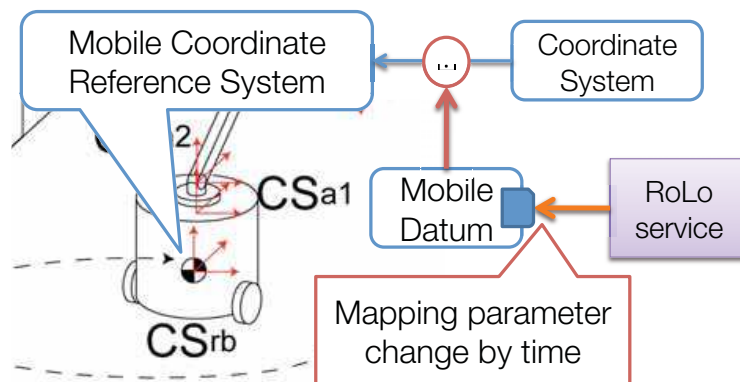 Mobile Coordinate
Reference System
Coordinate
System
2
CSa1
Mobile
Datum
RoLo
service
CSrb
Mapping parameter
change by time